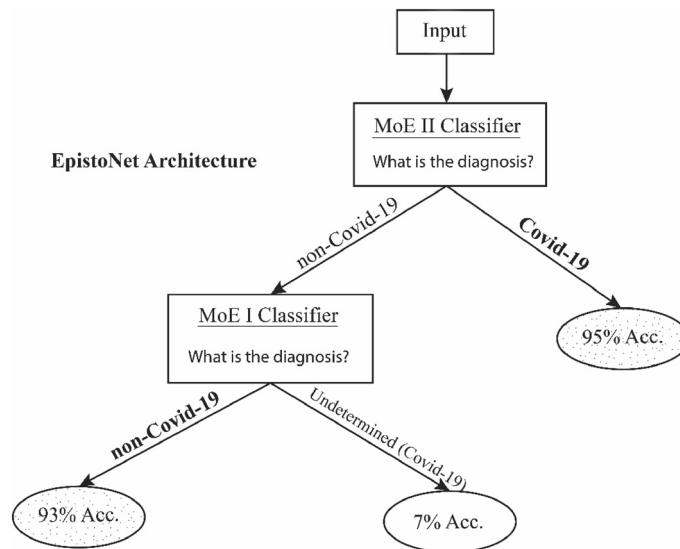 Input
MoE II Classifier
What is the diagnosis?
EpistoNet Architecture
non-Covid-19
Covid-19
MoE I Classifier
What is the diagnosis?
95% Acc.
non-Covid-19
Undetermined (Covid-19)
93% Acc.
7% Acc.